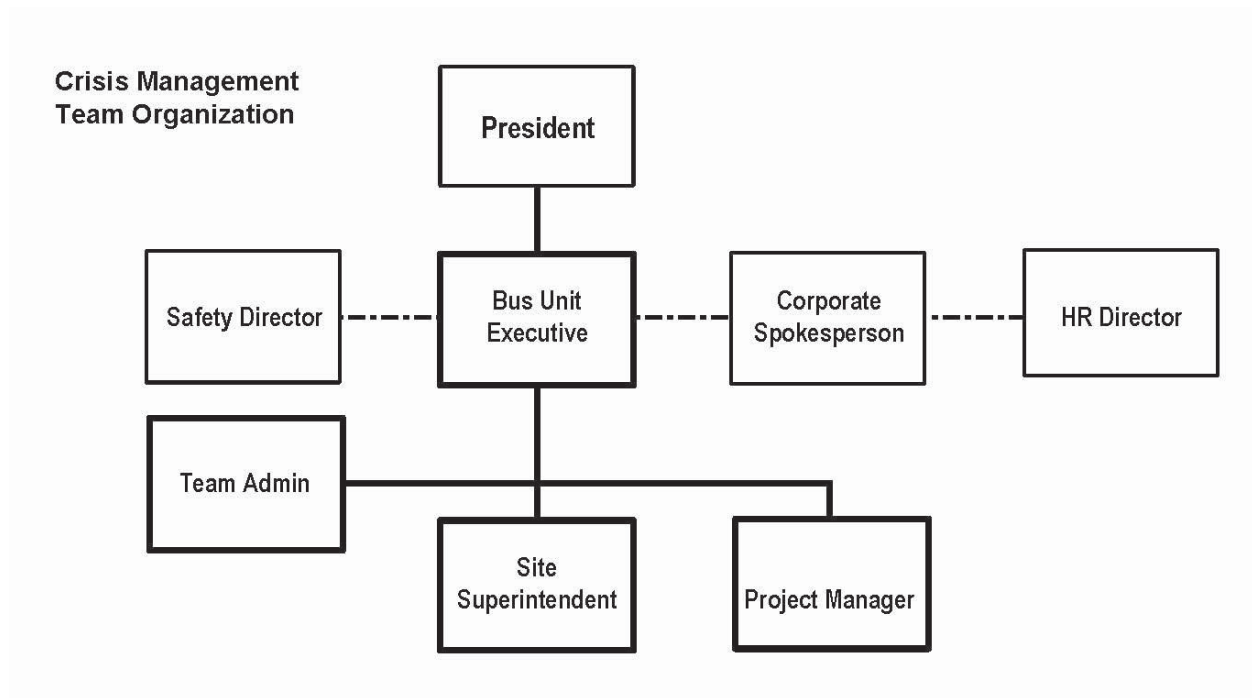 Crisis Management
Team Organization
President
Safety Director
Bus Unit
Executive
Corporate
Spokesperson
HR Director
Team Admin
Site
Superintendent
Project Manager